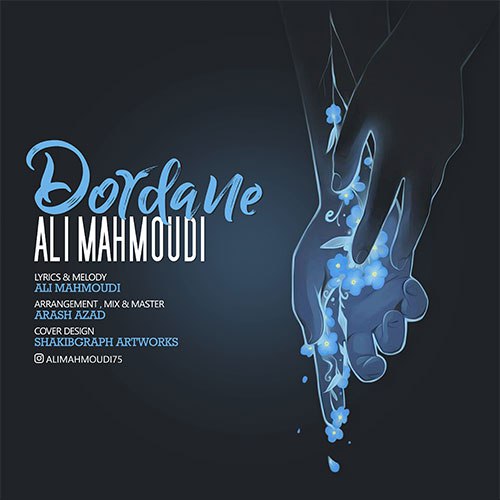 Dordane
ALI MAHMOUDI
LYRICS & MELODY
ALI MAHMOUDI
ARRANGEMENT , MIX & MASTER
ARASH AZAD
COVER DESIGN
SHAKIBGRAPH ARTWORKS
ALIMAHMOUDI75